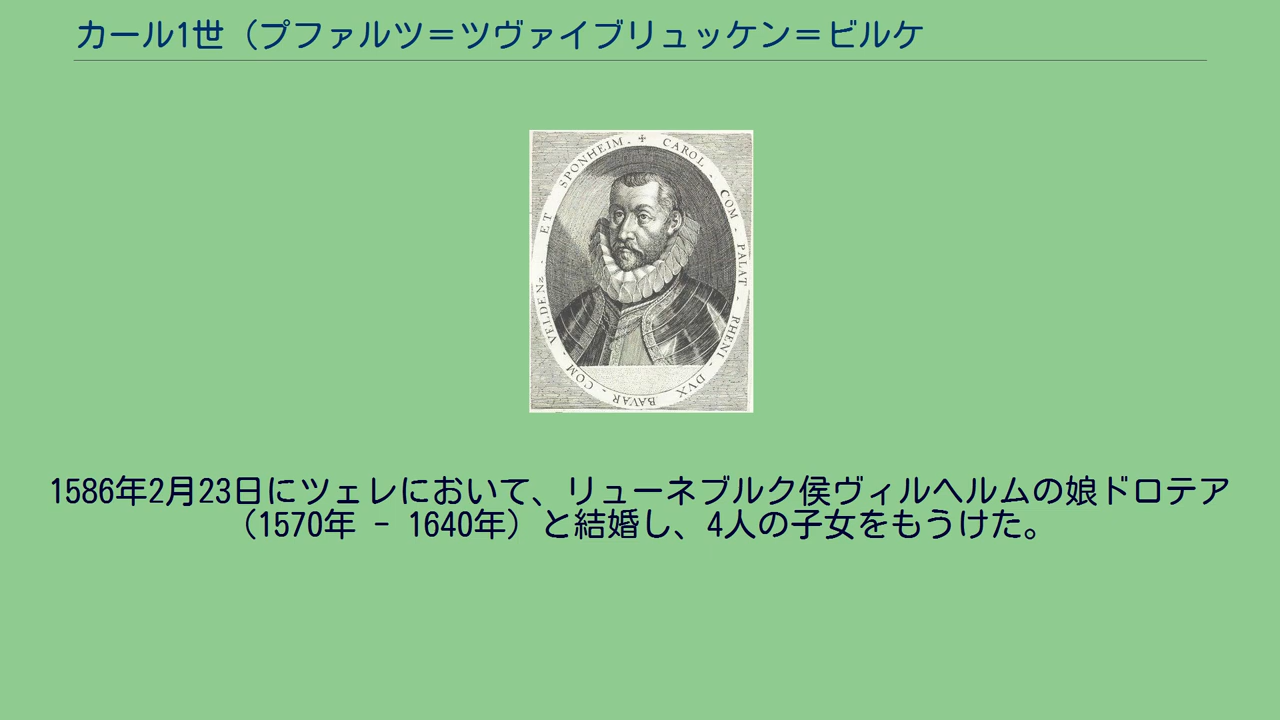 カール1世（プファルツ＝ツヴァイブリュッケン＝ビルケ
✢ CAROL - COM - PALAT - RHENI - DVX - BAVAR - COM - VELDENZ - ET SPONHEIM -
1586年2月23日にツェレにおいて、リューネブルク侯ヴィルヘルムの娘ドロテア
（1570年 - 1640年）と結婚し、4人の子女をもうけた。